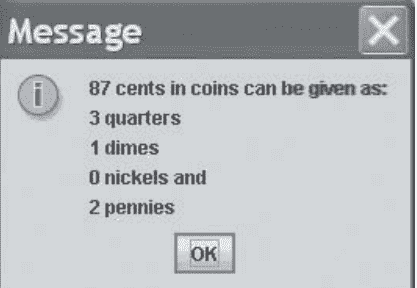 Message
87 cents in coins can be given as:
3 quarters
1 dimes
0 nickels and
2 pennies
OK